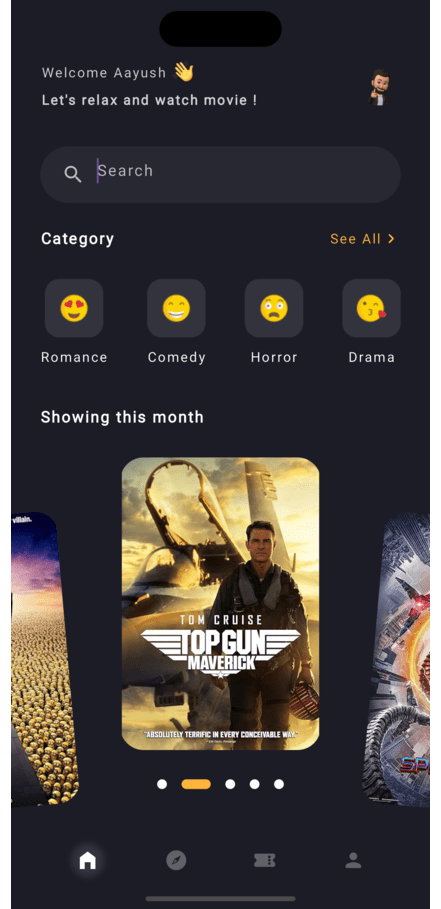 Welcome Aayush 👋
Let's relax and watch movie !
Search
Category
See All >
Romance
Comedy
Horror
Drama
Showing this month
villain.
TOM CRUISE
TOP GUN
MAVERICK
"ABSOLUTELY TERRIFIC IN EVERY CONCEIVABLE WAY."
SP